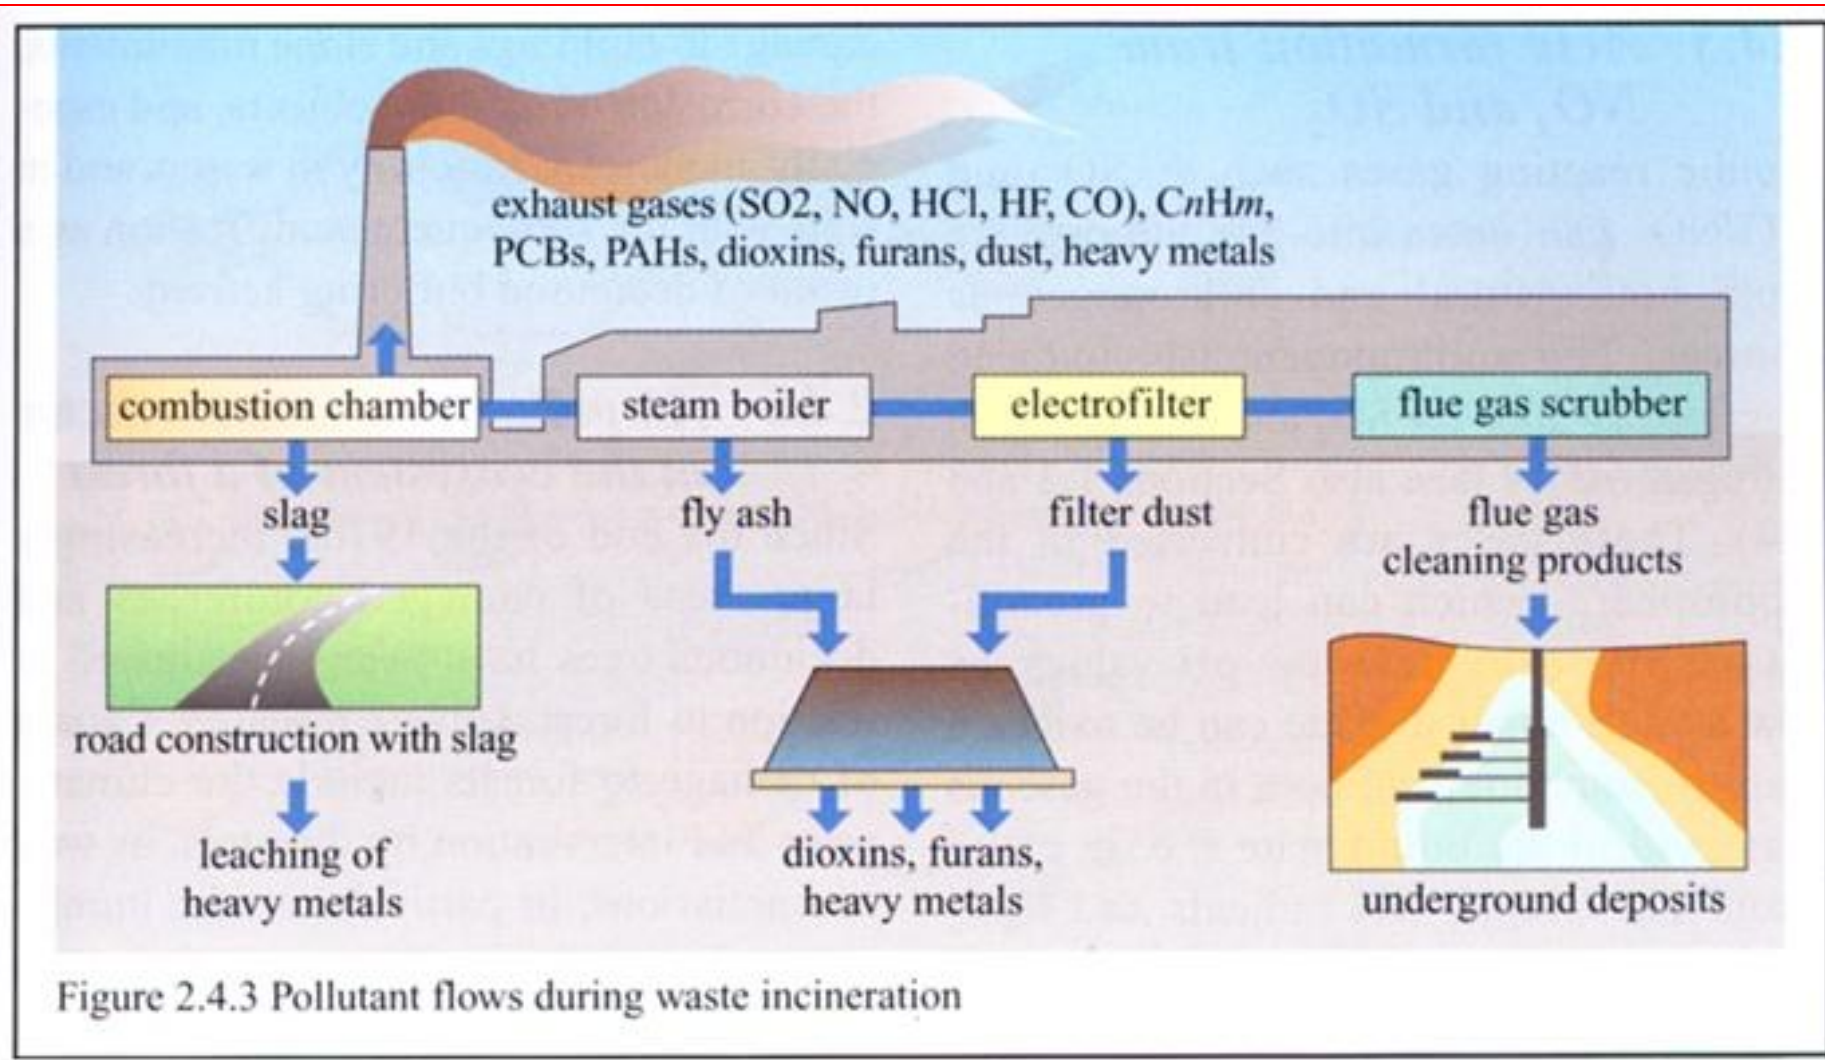 exhaust gases (SO2, NO, HCl, HF, CO), CnHm,
PCBs, PAHs, dioxins, furans, dust, heavy metals
combustion chamber
steam boiler
electrofilter
flue gas scrubber
slag
fly ash
filter dust
flue gas
cleaning products
road construction with slag
leaching of
heavy metals
dioxins, furans,
heavy metals
underground deposits
Figure 2.4.3 Pollutant flows during waste incineration